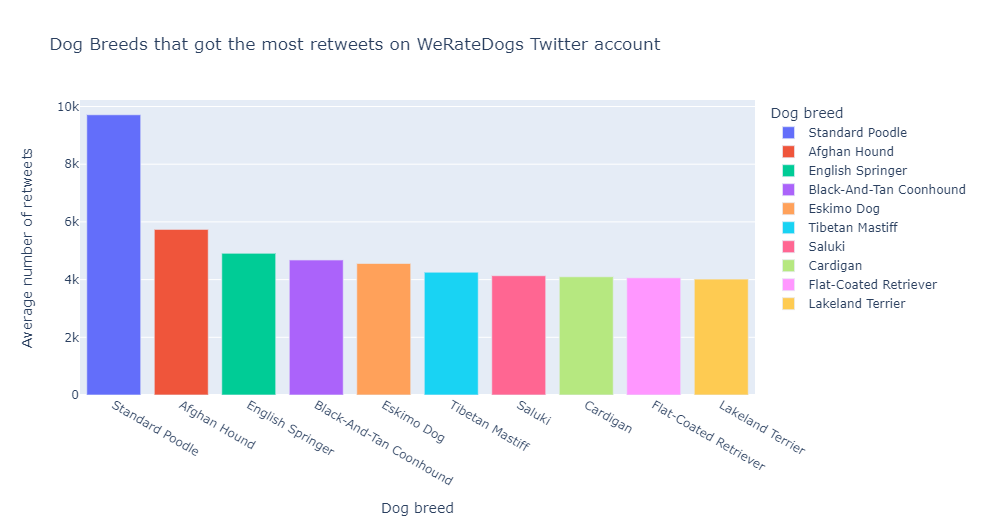 Dog Breeds that got the most retweets on WeRateDogs Twitter account
Average number of retweets
10k
8k
6k
4k
2k
0
Standard Poodle
Afghan Hound
English Springer
Black-And-Tan Coonhound
Eskimo Dog
Tibetan Mastiff
Saluki
Cardigan
Flat-Coated Retriever
Lakeland Terrier
Dog breed
Dog breed
Standard Poodle
Afghan Hound
English Springer
Black-And-Tan Coonhound
Eskimo Dog
Tibetan Mastiff
Saluki
Cardigan
Flat-Coated Retriever
Lakeland Terrier